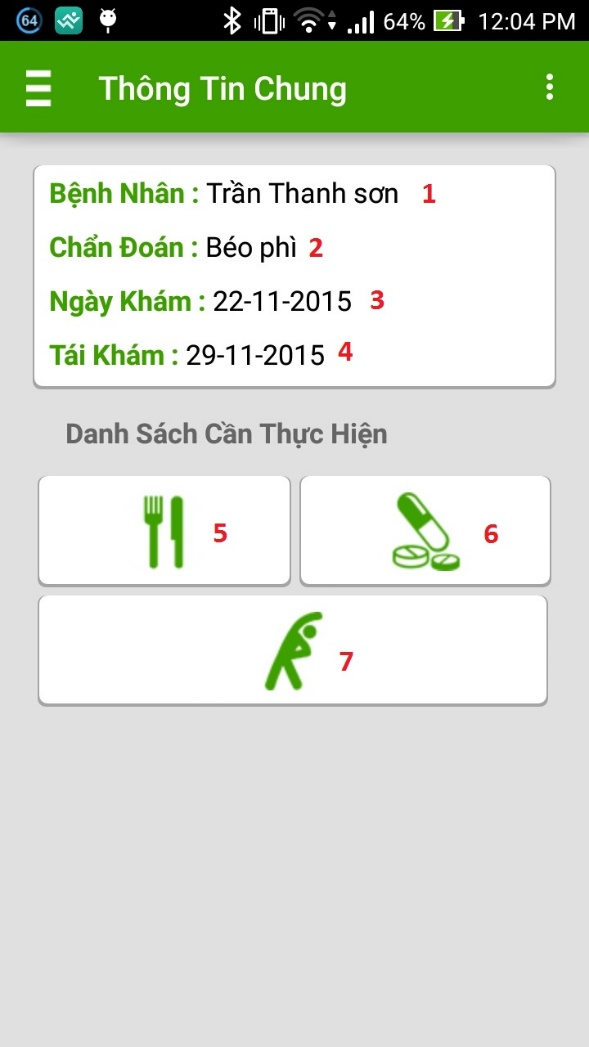 64 64% 12:04 PM
Thông Tin Chung
Bệnh Nhân : Trần Thanh sơn 1
Chẩn Đoán : Béo phì 2
Ngày Khám : 22-11-2015 3
Tái Khám : 29-11-2015 4
Danh Sách Cần Thực Hiện
5 6
7